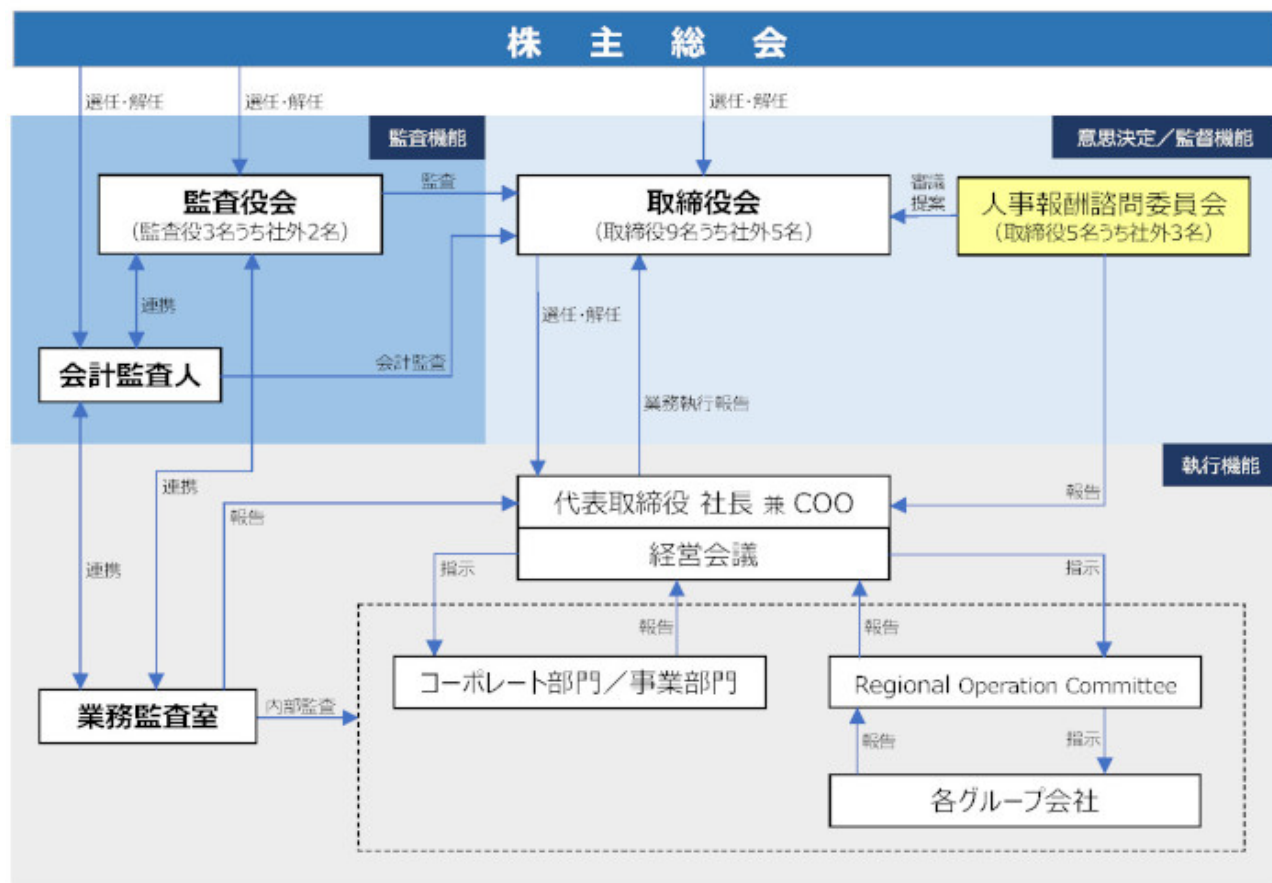 株主総会
選任・解任
選任・解任
選任・解任
監査機能
意思決定／監督機能
監査役会
（監査役3名うち社外2名）
監査
取締役会
（取締役9名うち社外5名）
審議
提案
人事報酬諮問委員会
（取締役5名うち社外3名）
連携
選任・解任
会計監査人
会計監査
業務執行報告
執行機能
連携
報告
代表取締役 社長 兼 COO
報告
経営会議
連携
指示
指示
報告
報告
コーポレート部門／事業部門
Regional Operation Committee
業務監査室
内部監査
報告
指示
各グループ会社